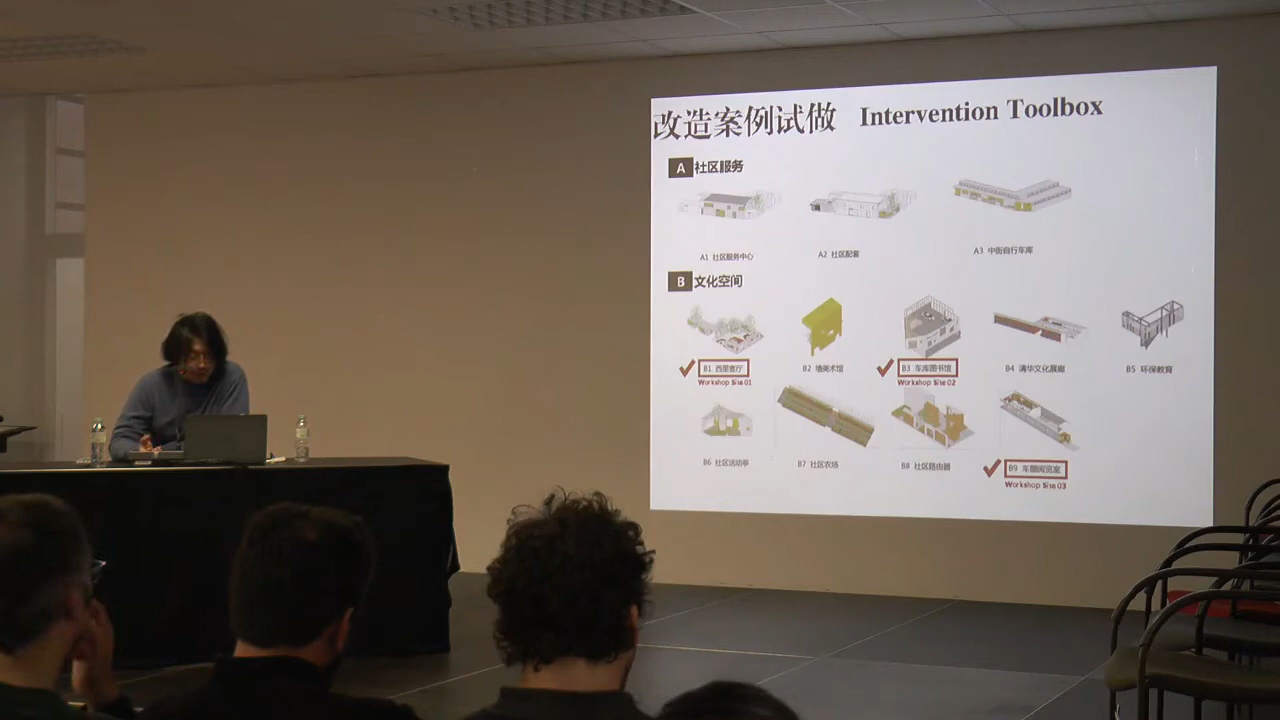 改造案例试做 Intervention Toolbox
A 社区服务
A1 社区服务中心 A2 社区配套 A3 中街自行车库
B 文化空间
B1 西里客厅 B2 墙美术馆 B3 车库图书馆 B4 清华文化展廊 B5 环保教育
Workshop Site 01 Workshop Site 02
B6 社区活动亭 B7 社区农场 B8 社区路由器 B9 车棚阅览室
Workshop Site 03